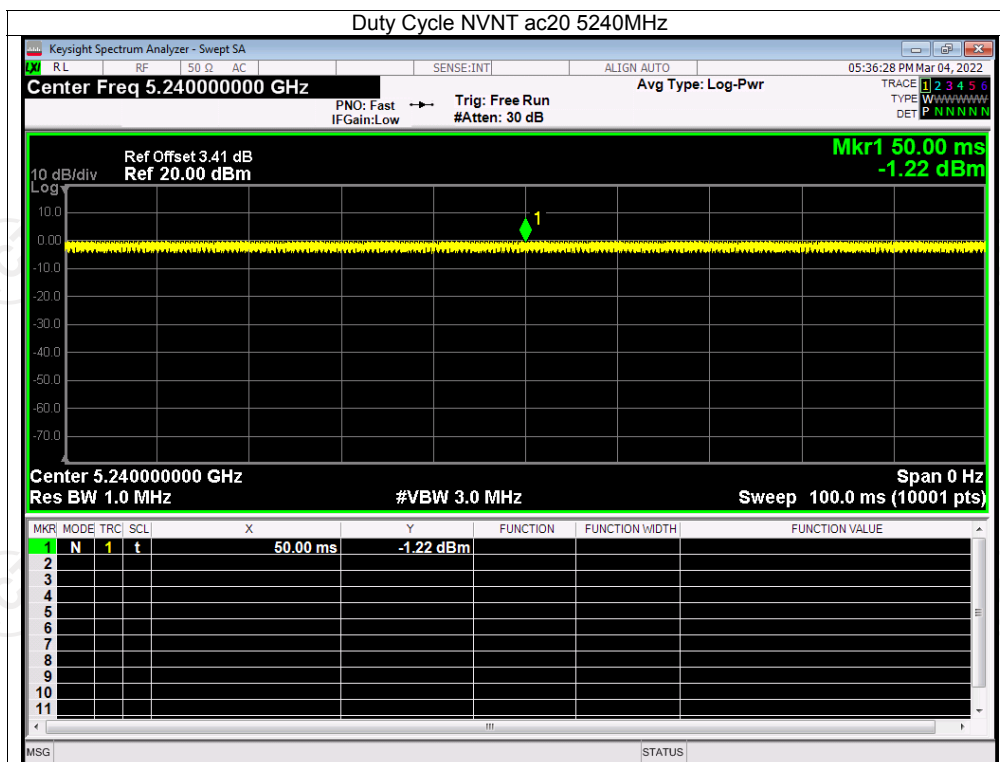 Duty Cycle NVNT ac20 5240MHz
Keysight Spectrum Analyzer - Swept SA
LXI RL RF 50 Ω AC SENSE:INT ALIGN AUTO 05:36:28 PM Mar 04, 2022
Center Freq 5.240000000 GHz Avg Type: Log-Pwr TRACE 1 2 3 4 5 6
PNO: Fast Trig: Free Run TYPE WWWWWW
IFGain:Low #Atten: 30 dB DET P N N N N N
Mkr1 50.00 ms
Ref Offset 3.41 dB
10 dB/div Ref 20.00 dBm -1.22 dBm
Log
10.0
1
0.00
-10.0
-20.0
-30.0
-40.0
-50.0
-60.0
-70.0
Center 5.240000000 GHz Span 0 Hz
Res BW 1.0 MHz #VBW 3.0 MHz Sweep 100.0 ms (10001 pts)
MKR MODE TRC SCL X Y FUNCTION FUNCTION WIDTH FUNCTION VALUE
1 N 1 t 50.00 ms -1.22 dBm
2
3
4
5
6
7
8
9
10
11
MSG STATUS